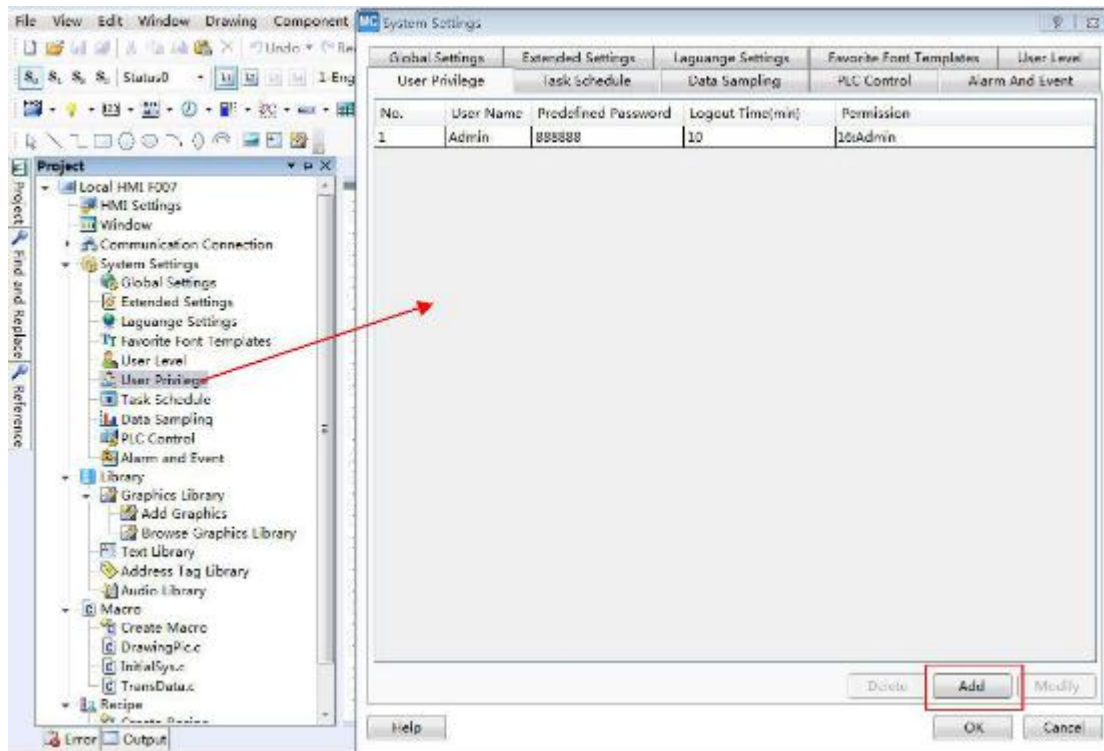 File View Edit Window Drawing Component
Undo
Status0 1-Eng
Project
Local HMI F007
HMI Settings
Window
Communication Connection
System Settings
Global Settings
Extended Settings
Laguange Settings
Favorite Font Templates
User Level
User Privilege
Task Schedule
Data Sampling
PLC Control
Alarm and Event
Library
Graphics Library
Add Graphics
Browse Graphics Library
Text Library
Address Tag Library
Audio Library
Macro
Create Macro
DrawingPic.c
InitialSys.c
TransData.c
Recipe
Error Output
Project
Find and Replace
Reference
System Settings
Global Settings Extended Settings Laguange Settings Favorite Font Templates User Level
User Privilege Task Schedule Data Sampling PLC Control Alarm And Event
No. User Name Predefined Password Logout Time(min) Permission
1 Admin 888888 10 16:Admin
Delete Add Modify
Help OK Cancel